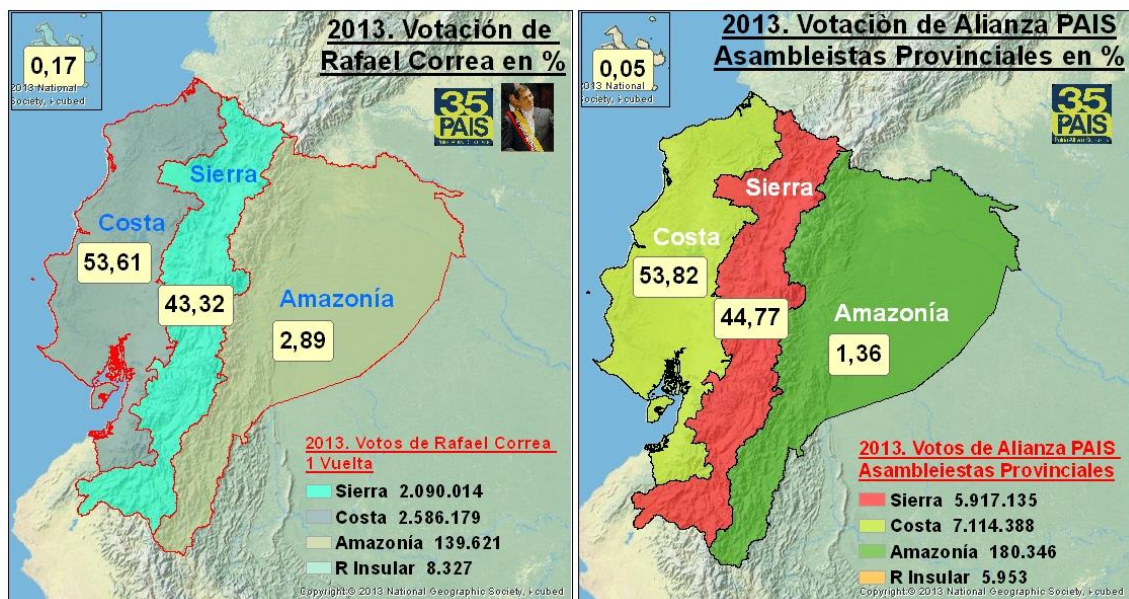 2013. Votación de
Rafael Correa en %
0,17
2013 National
Society, i-cubed
35
PAIS
Sierra
Costa
53,61
43,32
Amazonía
2,89
2013. Votos de Rafael Correa
1 Vuelta
Sierra 2.090.014
Costa 2.586.179
Amazonía 139.621
R Insular 8.327
Copyright:© 2013 National Geographic Society, i-cubed
2013. Votación de Alianza PAIS
Asambleistas Provinciales en %
0,05
2013 National
Society, i-cubed
35
PAIS
Sierra
Costa
53,82
44,77
Amazonía
1,36
2013. Votos de Alianza PAIS
Asambleiestas Provinciales
Sierra 5.917.135
Costa 7.114.388
Amazonía 180.346
R Insular 5.953
Copyright:© 2013 National Geographic Society, i-cubed